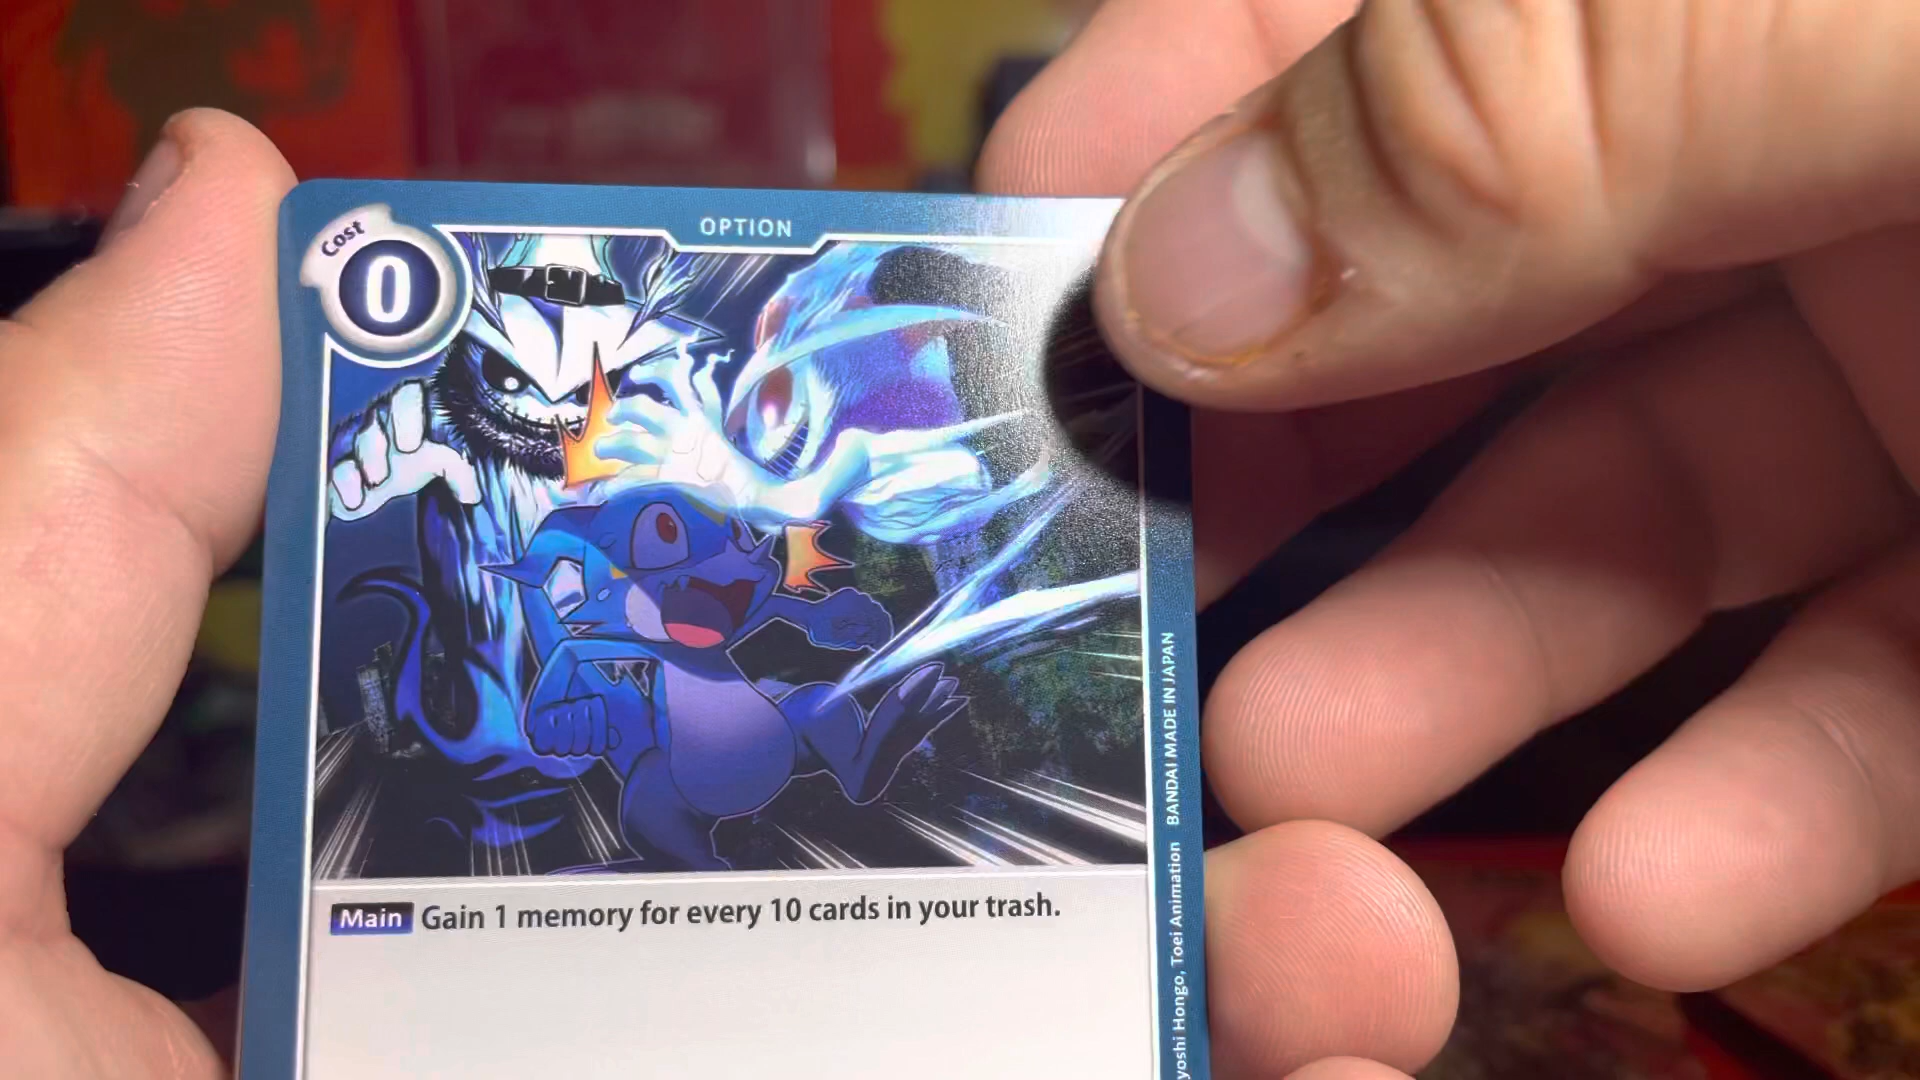 Cost
0
OPTION
Main Gain 1 memory for every 10 cards in your trash.
yoshi Hongo, Toei Animation BANDAI MADE IN JAPAN